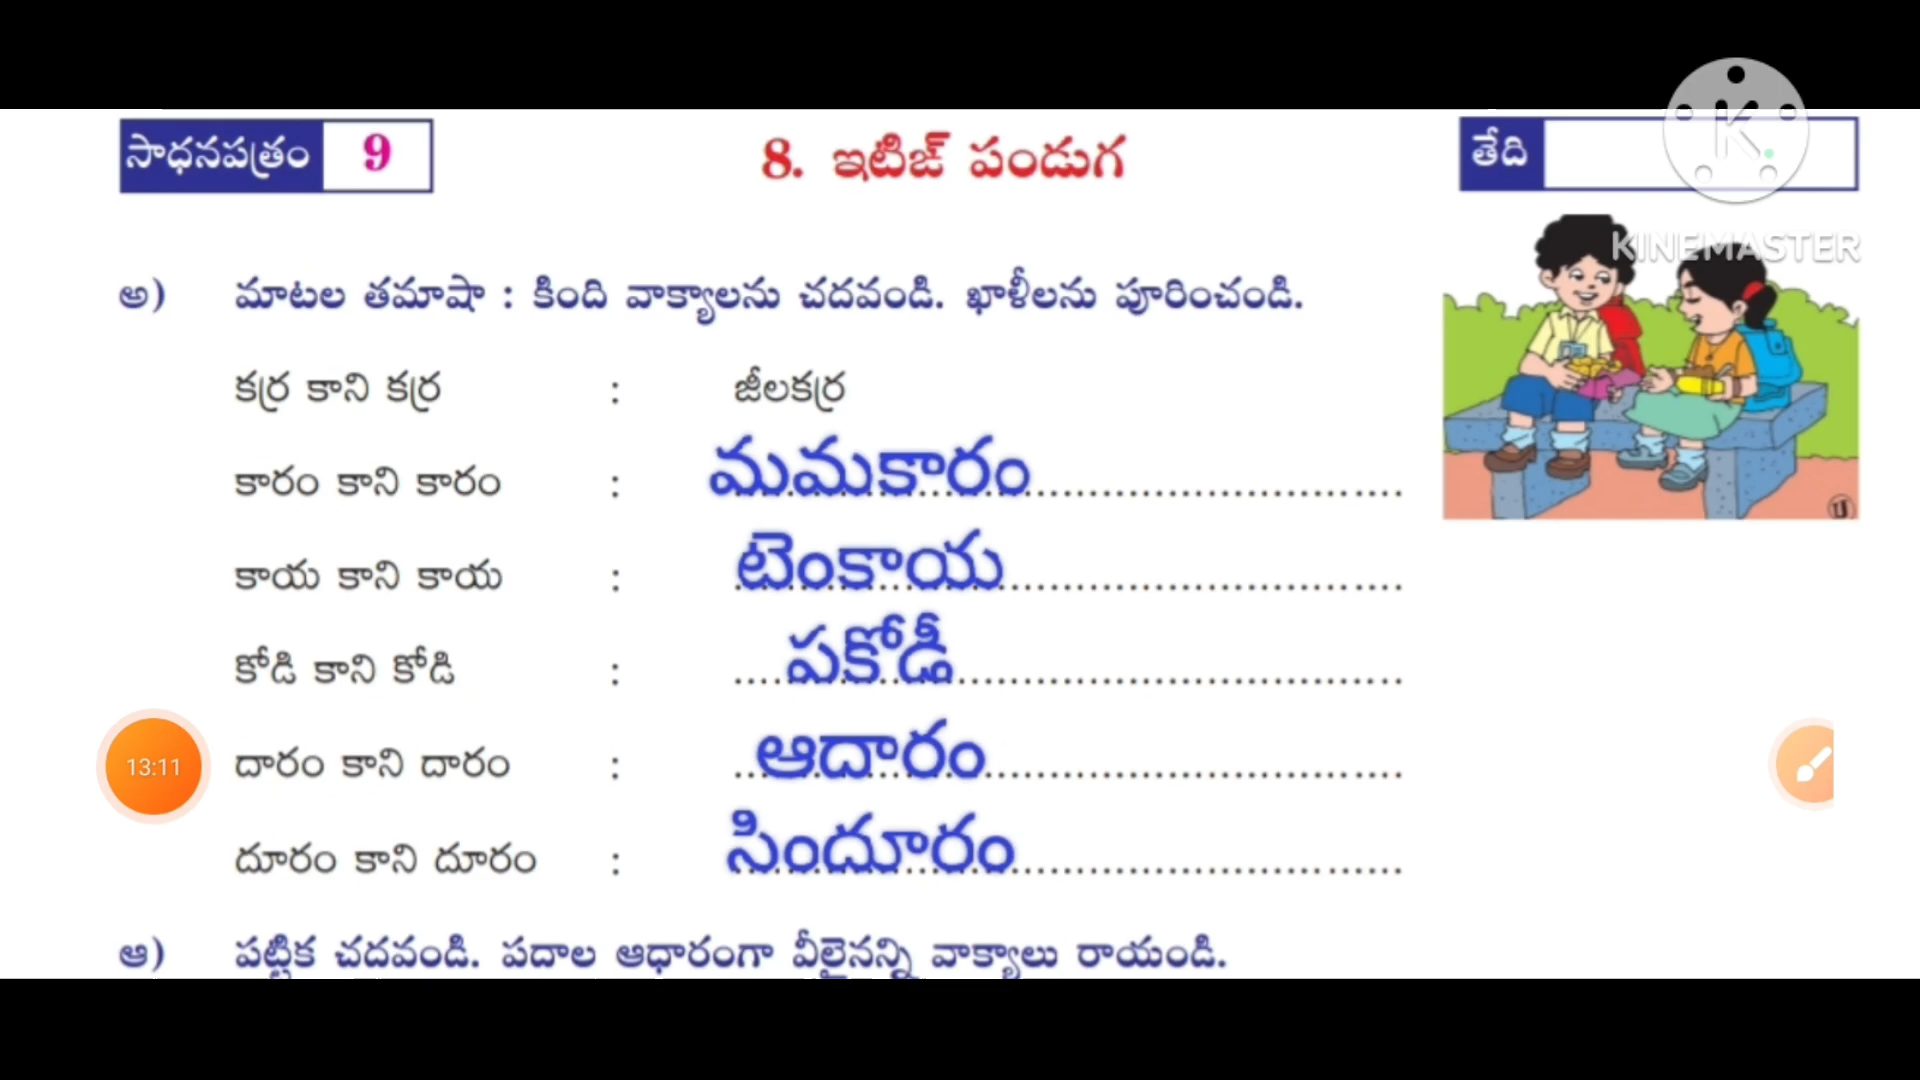 సాధనపత్రం 9
8. ఇటిజ్ పండుగ
తేది
KINEMASTER
అ) మాటల తమాషా : కింది వాక్యాలను చదవండి. ఖాళీలను పూరించండి.
కర్ర కాని కర్ర : జీలకర్ర
కారం కాని కారం : మమకారం
కాయ కాని కాయ : టెంకాయ
కోడి కాని కోడి : పకోడీ
దారం కాని దారం : ఆదారం
దూరం కాని దూరం : సిందూరం
13:11
ఆ) పట్టిక చదవండి. పదాల ఆధారంగా వీలైనన్ని వాక్యాలు రాయండి.